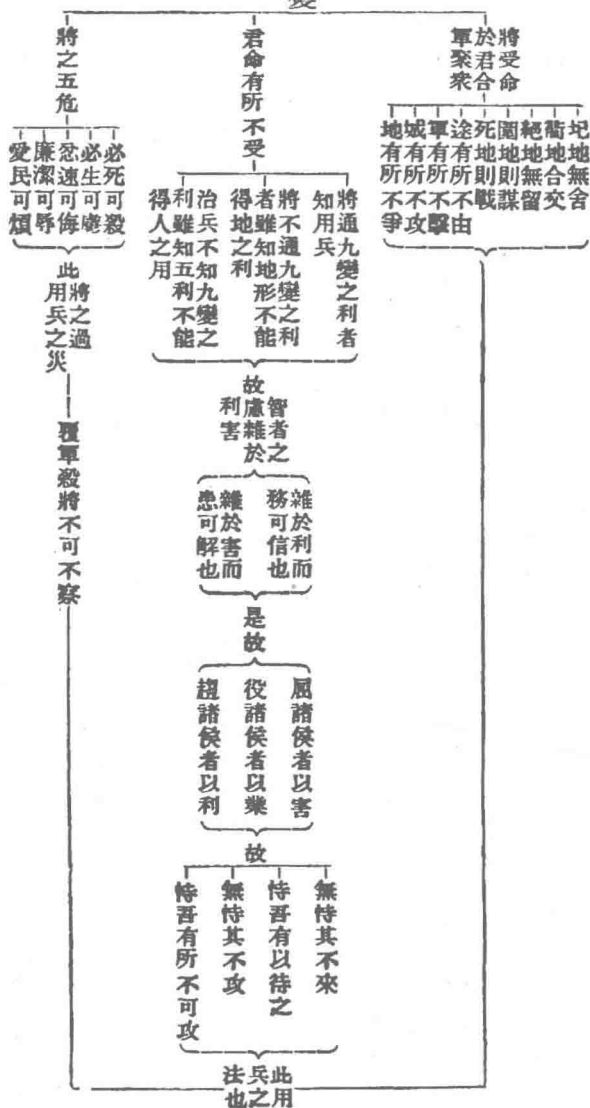 將受命
於君合
軍聚衆
圮地無舍
衢地合交
絕地無留
圍地則謀
死地則戰
途有所不由
軍有所不擊
城有所不攻
地有所不爭
君命有所不受
將通九變之利者
知用兵
將不通九變之利
者雖知地形不能
得地之利
治兵不知九變之
利雖知五利不能
得人之用
故
智者之
慮雜於
利害
雜於利而
務可信也
雜於害而
患可解也
是故
屈諸侯者以害
役諸侯者以業
趨諸侯者以利
故
無恃其不來
恃吾有以待之
無恃其不攻
恃吾有所不可攻
此用
兵之
法也
將之五危
必死可殺
必生可虜
忿速可侮
廉潔可辱
愛民可煩
此將之過
用兵之災
覆軍殺將不可不察